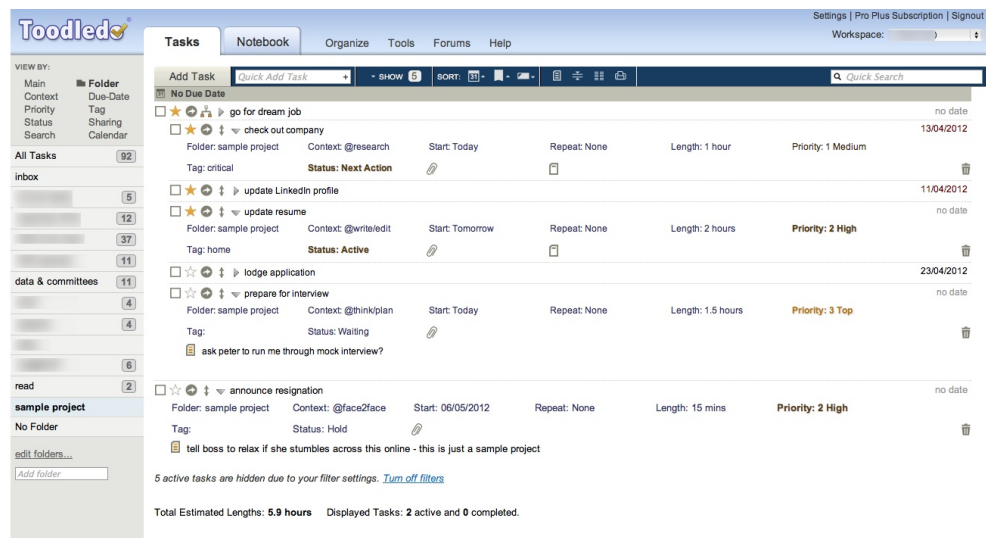 Settings | Pro Plus Subscription | Signout
Toodledo
Tasks Notebook Organize Tools Forums Help
Workspace:
VIEW BY:
Main Folder
Context Due-Date
Priority Tag
Status Sharing
Search Calendar
All Tasks 92
inbox
5
12
37
11
data & committees 11
4
4
6
read 2
sample project
No Folder
edit folders...
Add folder
Add Task Quick Add Task + - SHOW 5 SORT: 31 Quick Search
31 No Due Date
go for dream job no date
check out company 13/04/2012
Folder: sample project Context: @research Start: Today Repeat: None Length: 1 hour Priority: 1 Medium
Tag: critical Status: Next Action
update LinkedIn profile 11/04/2012
update resume no date
Folder: sample project Context: @write/edit Start: Tomorrow Repeat: None Length: 2 hours Priority: 2 High
Tag: home Status: Active
lodge application 23/04/2012
prepare for interview no date
Folder: sample project Context: @think/plan Start: Today Repeat: None Length: 1.5 hours Priority: 3 Top
Tag: Status: Waiting
ask peter to run me through mock interview?
announce resignation no date
Folder: sample project Context: @face2face Start: 06/05/2012 Repeat: None Length: 15 mins Priority: 2 High
Tag: Status: Hold
tell boss to relax if she stumbles across this online - this is just a sample project
5 active tasks are hidden due to your filter settings. Turn off filters
Total Estimated Lengths: 5.9 hours Displayed Tasks: 2 active and 0 completed.